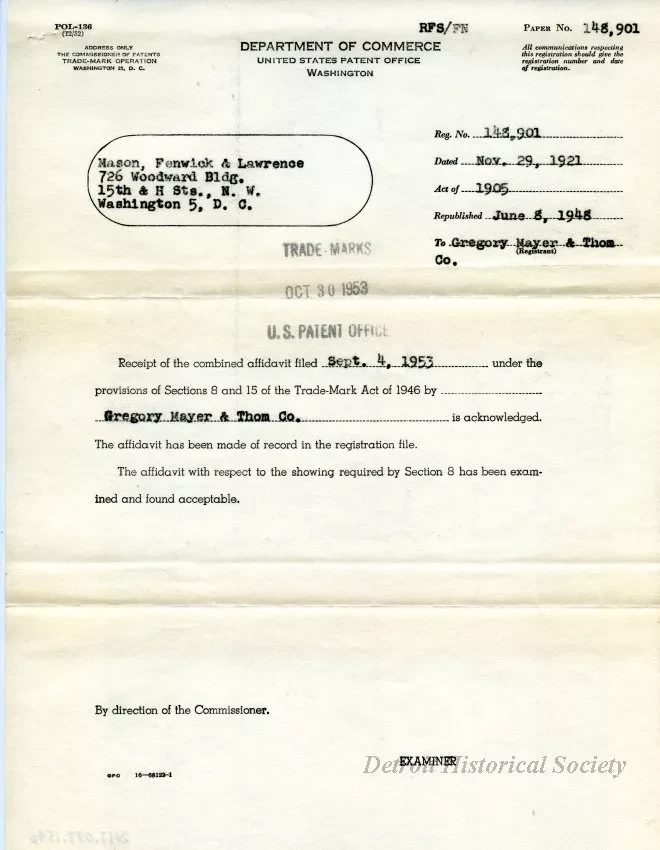 POL-136
(12/52)
ADDRESS ONLY
THE COMMISSIONER OF PATENTS
TRADE-MARK OPERATION
WASHINGTON 25, D. C.
RFS/FN
PAPER No. 148,901
DEPARTMENT OF COMMERCE
UNITED STATES PATENT OFFICE
WASHINGTON
All communications respecting
this registration should give the
registration number and date
of registration.
Reg. No. 148,901
Dated Nov. 29, 1921
Act of 1905
Republished June 8, 1948
To Gregory Mayer & Thom
(Registrant)
Co.
Mason, Fenwick & Lawrence
726 Woodward Bldg.
15th & H Sts., N. W.
Washington 5, D. C.
TRADE-MARKS
OCT 30 1953
U.S. PATENT OFFICE
Receipt of the combined affidavit filed Sept. 4, 1953 under the
provisions of Sections 8 and 15 of the Trade-Mark Act of 1946 by
Gregory Mayer & Thom Co. is acknowledged.
The affidavit has been made of record in the registration file.
The affidavit with respect to the showing required by Section 8 has been exam-
ined and found acceptable.
By direction of the Commissioner.
EXAMINER
Detroit Historical Society
GPO 16—68123-1